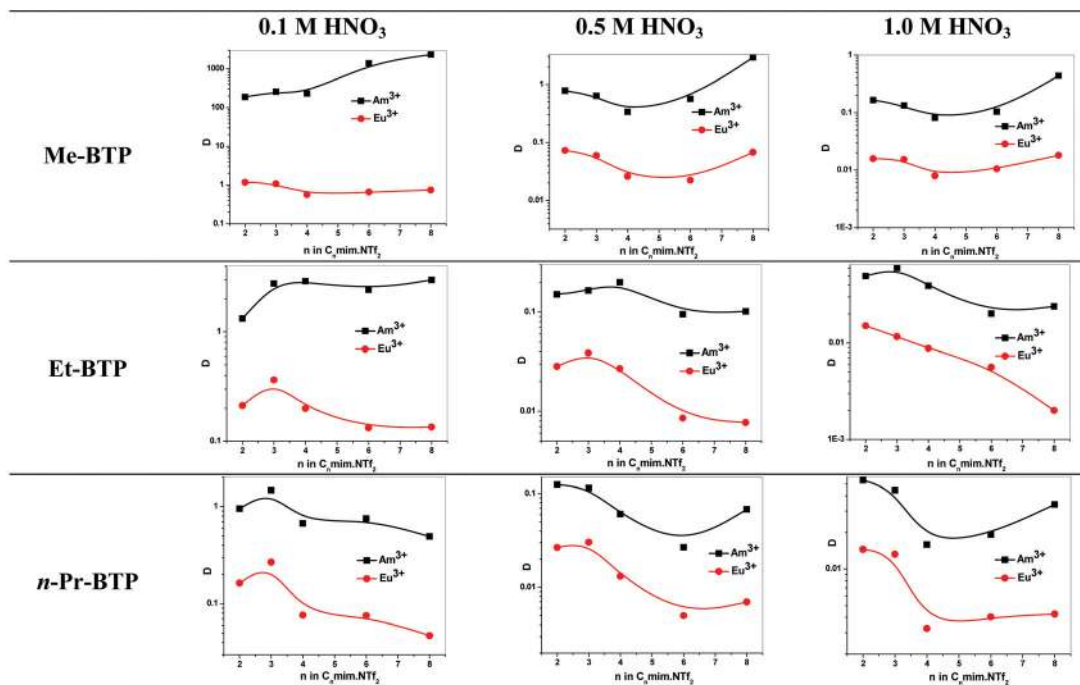 0.1 M HNO₃ 0.5 M HNO₃ 1.0 M HNO₃
Me-BTP
1000
100
10
1
0.1
D
Am³⁺
Eu³⁺
2 3 4 5 6 7 8
n in CₙmIm.NTf₂
1
0.1
0.01
D
Am³⁺
Eu³⁺
2 3 4 5 6 7 8
n in Cₙmim.NTf₂
1
0.1
0.01
1E-3
D
Am³⁺
Eu³⁺
2 3 4 5 6 7 8
n in Cₙmim.NTf₂
Et-BTP
1
0.1
D
Am³⁺
Eu³⁺
2 3 4 5 6 7 8
n in Cₙmim.NTf₂
0.1
0.01
D
Am³⁺
Eu³⁺
2 3 4 5 6 7 8
n in Cₙmim.NTf₂
0.01
1E-3
D
Am³⁺
Eu³⁺
2 3 4 5 6 7 8
n in Cₙmim.NTf₂
n-Pr-BTP
1
0.1
D
Am³⁺
Eu³⁺
2 3 4 5 6 7 8
n in Cₙmim.NTf₂
0.1
0.01
D
Am³⁺
Eu³⁺
2 3 4 5 6 7 8
n in Cₙmim.NTf₂
0.01
D
Am³⁺
Eu³⁺
2 3 4 5 6 7 8
n in Cₙmim.NTf₂